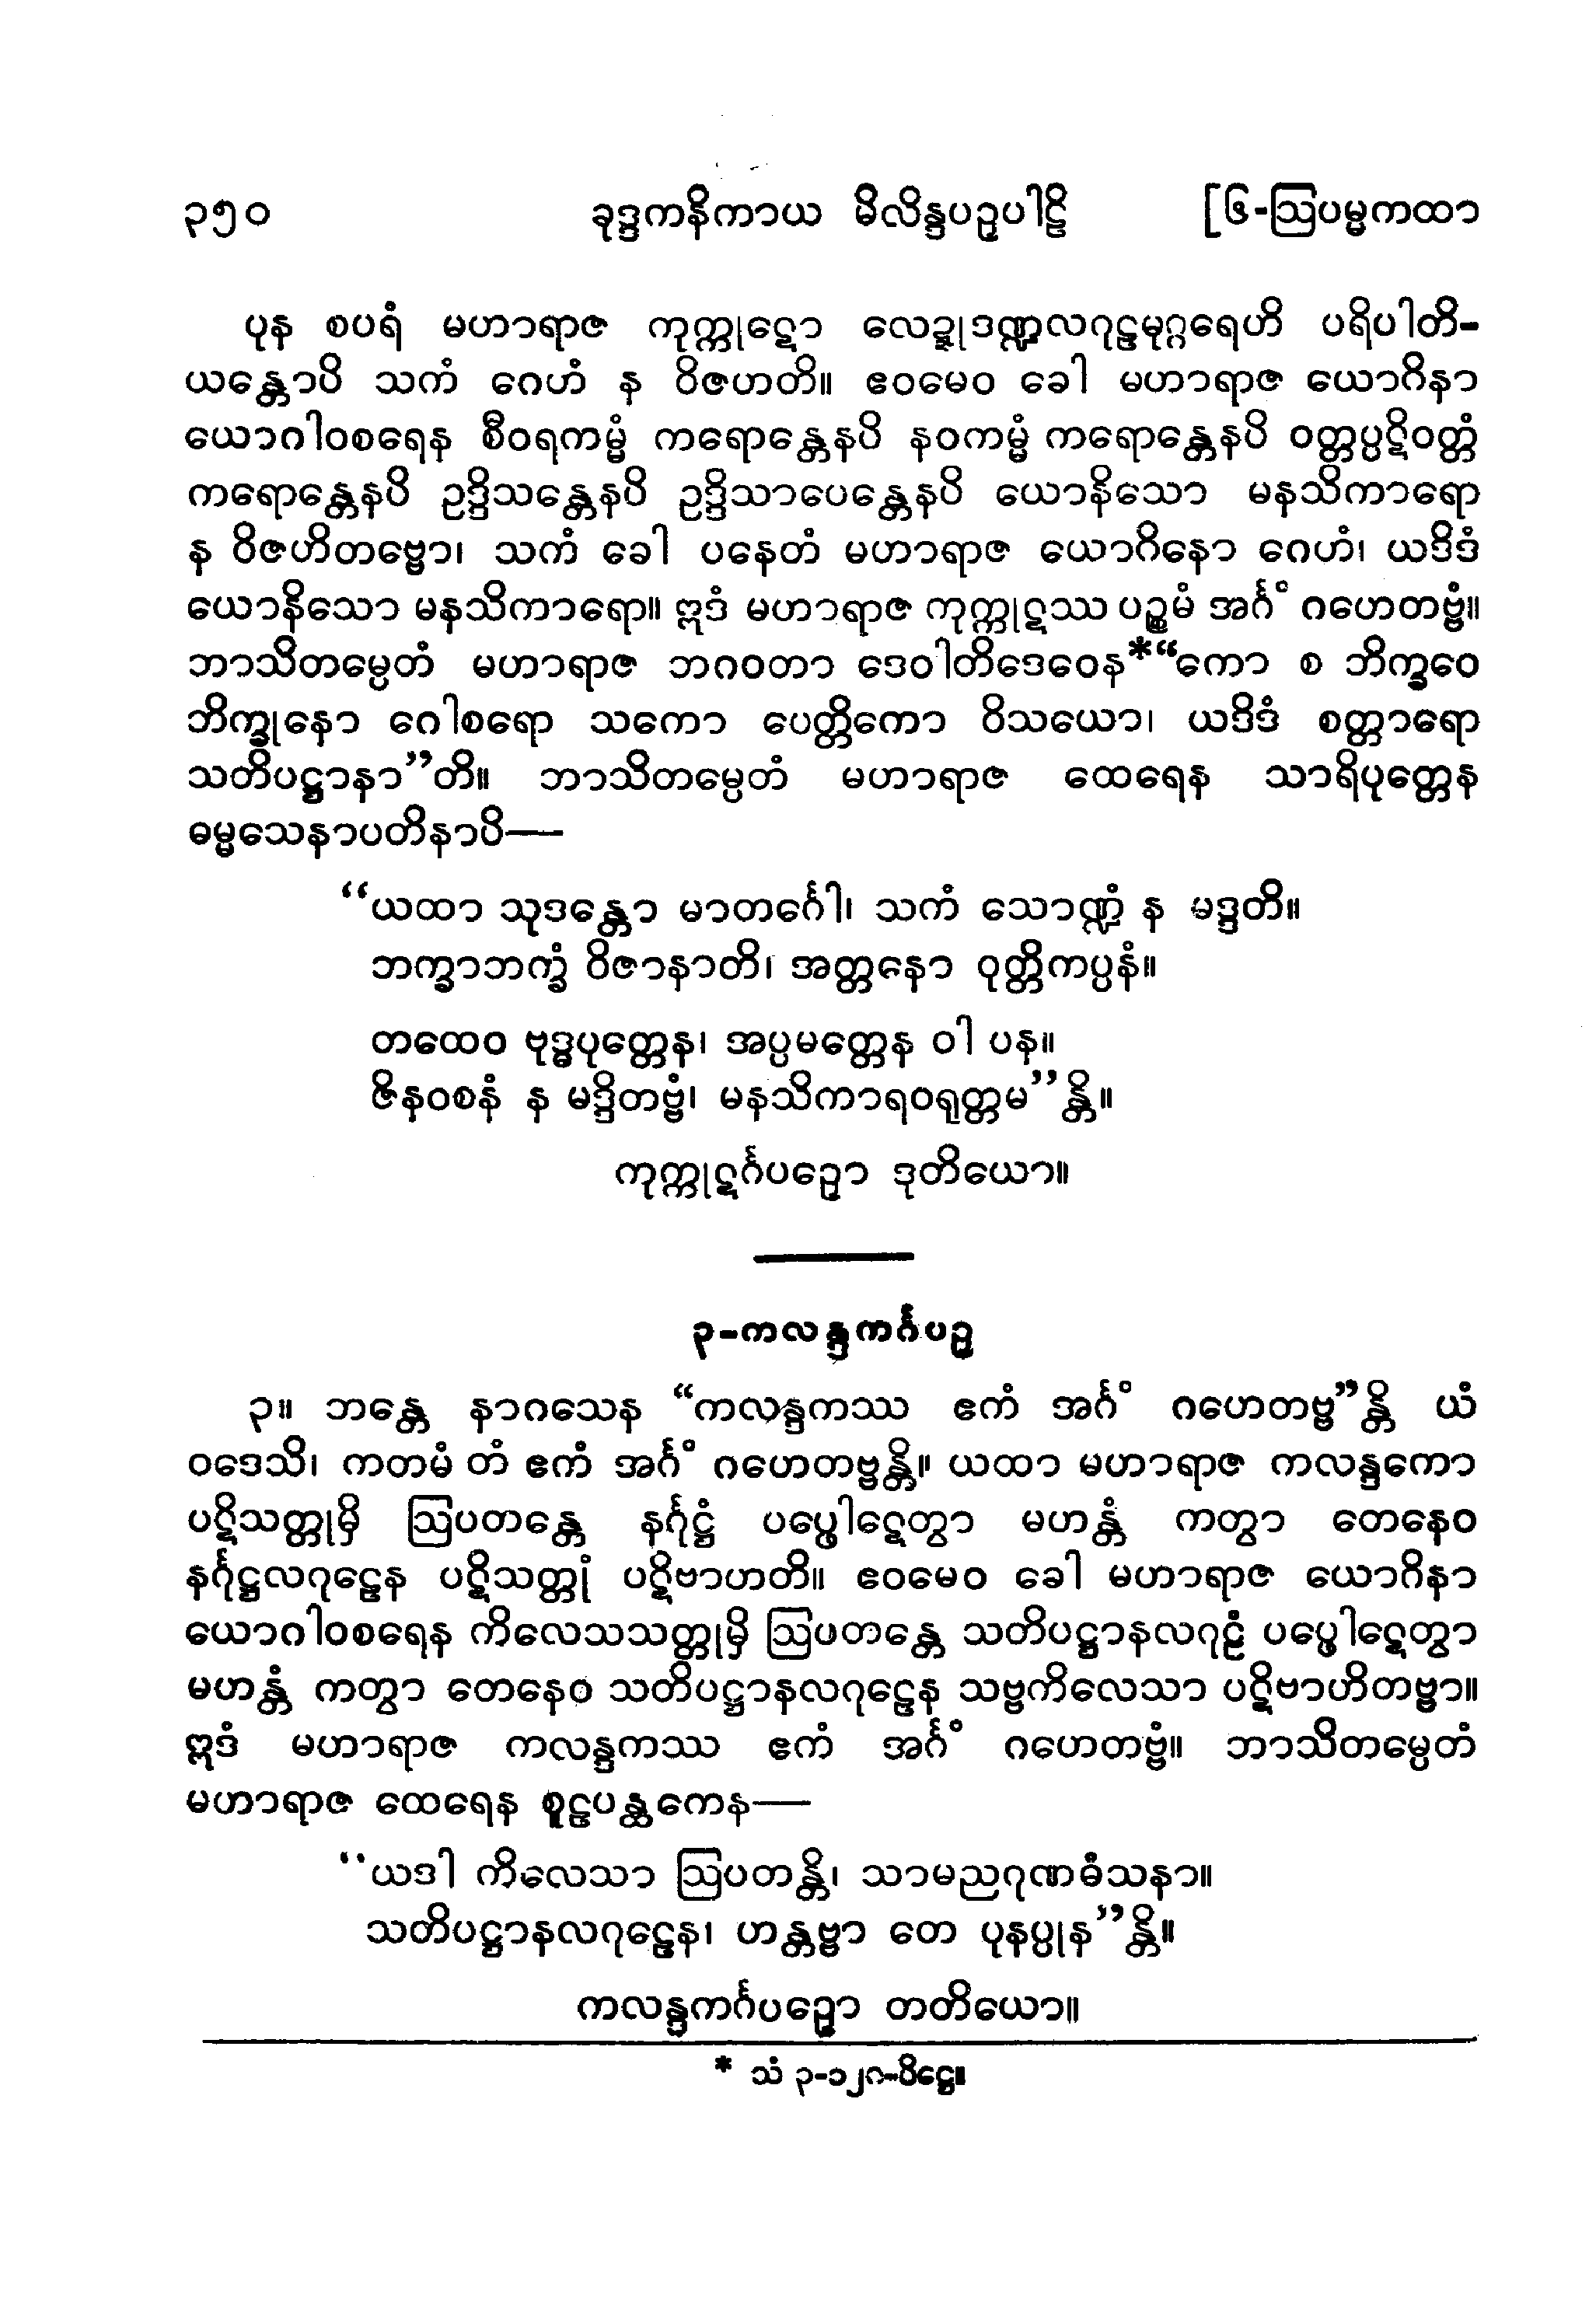 ၃၅၀ ခုဒ္ဒကနိကာယ မိလိန္ဒပဉှပါဠိ [၆-ဩပမ္မကထာ
ပုန စပရံ မဟာရာဇ ကုက္ကုဋော လေဍ္ဍုဒဏ္ဍလဂုဠမုဂ္ဂရေဟိ ပရိပါတိ-
ယန္တောပိ သကံ ဂေဟံ န ဝိဇဟတိ။ ဧဝမေဝ ခေါ မဟာရာဇ ယောဂိနာ
ယောဂါဝစရေန စီဝရကမ္မံ ကရောန္တေနပိ နဝကမ္မံ ကရောန္တေနပိ ဝတ္တပ္ပဋိဝတ္တံ
ကရောန္တေနပိ ဥဒ္ဒိသန္တေနပိ ဥဒ္ဒိသာပေန္တေနပိ ယောနိသော မနသိကာရော
န ဝိဇဟိတဗ္ဗော၊ သကံ ခေါ ပနေတံ မဟာရာဇ ယောဂိနော ဂေဟံ၊ ယဒိဒံ
ယောနိသော မနသိကာရော။ ဣဒံ မဟာရာဇ ကုက္ကုဋဿ ပဉ္စမံ အင်္ဂံ ဂဟေတဗ္ဗံ။
ဘာသိတမ္ပေတံ မဟာရာဇ ဘဂဝတာ ဒေဝါတိဒေဝေန*“ကော စ ဘိက္ခဝေ
ဘိက္ခုနော ဂေါစရော သကော ပေတ္တိကော ဝိသယော၊ ယဒိဒံ စတ္တာရော
သတိပဋ္ဌာနာ”တိ။ ဘာသိတမ္ပေတံ မဟာရာဇ ထေရေန သာရိပုတ္တေန
ဓမ္မသေနာပတိနာပိ—
“ယထာ သုဒန္တော မာတင်္ဂေါ၊ သကံ သောဏ္ဍံ န မဒ္ဒတိ။
ဘက္ခာဘက္ခံ ဝိဇာနာတိ၊ အတ္တနော ဝုတ္တိကပ္ပနံ။
တထေဝ ဗုဒ္ဓပုတ္တေန၊ အပ္ပမတ္တေန ဝါ ပန။
ဇိနဝစနံ န မဒ္ဒိတဗ္ဗံ၊ မနသိကာရဝရုတ္တမ”န္တိ။
ကုက္ကုဋင်္ဂပဉှော ဒုတိယော။
၃-ကလန္ဒကင်္ဂပဉှ
၃။ ဘန္တေ နာဂသေန “ကလန္ဒကဿ ဧကံ အင်္ဂံ ဂဟေတဗ္ဗ”န္တိ ယံ
ဝဒေသိ၊ ကတမံ တံ ဧကံ အင်္ဂံ ဂဟေတဗ္ဗန္တိ။ ယထာ မဟာရာဇ ကလန္ဒကော
ပဋိသတ္တုမှိ ဩပတန္တေ နင်္ဂုဋ္ဌံ ပပ္ဖေါဋေတွာ မဟန္တံ ကတွာ တေနေဝ
နင်္ဂုဋ္ဌလဂုဠေန ပဋိသတ္တုံ ပဋိဗာဟတိ။ ဧဝမေဝ ခေါ မဟာရာဇ ယောဂိနာ
ယောဂါဝစရေန ကိလေသသတ္တုမှိ ဩပတန္တေ သတိပဋ္ဌာနလဂုဠံ ပပ္ဖေါဋေတွာ
မဟန္တံ ကတွာ တေနေဝ သတိပဋ္ဌာနလဂုဠေန သဗ္ဗကိလေသာ ပဋိဗာဟိတဗ္ဗာ။
ဣဒံ မဟာရာဇ ကလန္ဒကဿ ဧကံ အင်္ဂံ ဂဟေတဗ္ဗံ။ ဘာသိတမ္ပေတံ
မဟာရာဇ ထေရေန စူဠပန္ထကေန—
“ယဒါ ကိလေသာ ဩပတန္တိ၊ သာမညဂုဏဓံသနာ။
သတိပဋ္ဌာနလဂုဠေန၊ ဟန္တဗ္ဗာ တေ ပုနပ္ပုန”န္တိ။
ကလန္ဒကင်္ဂပဉှော တတိယော။
* သံ ၃-၁၂၈-ပိဋ္ဌေ။